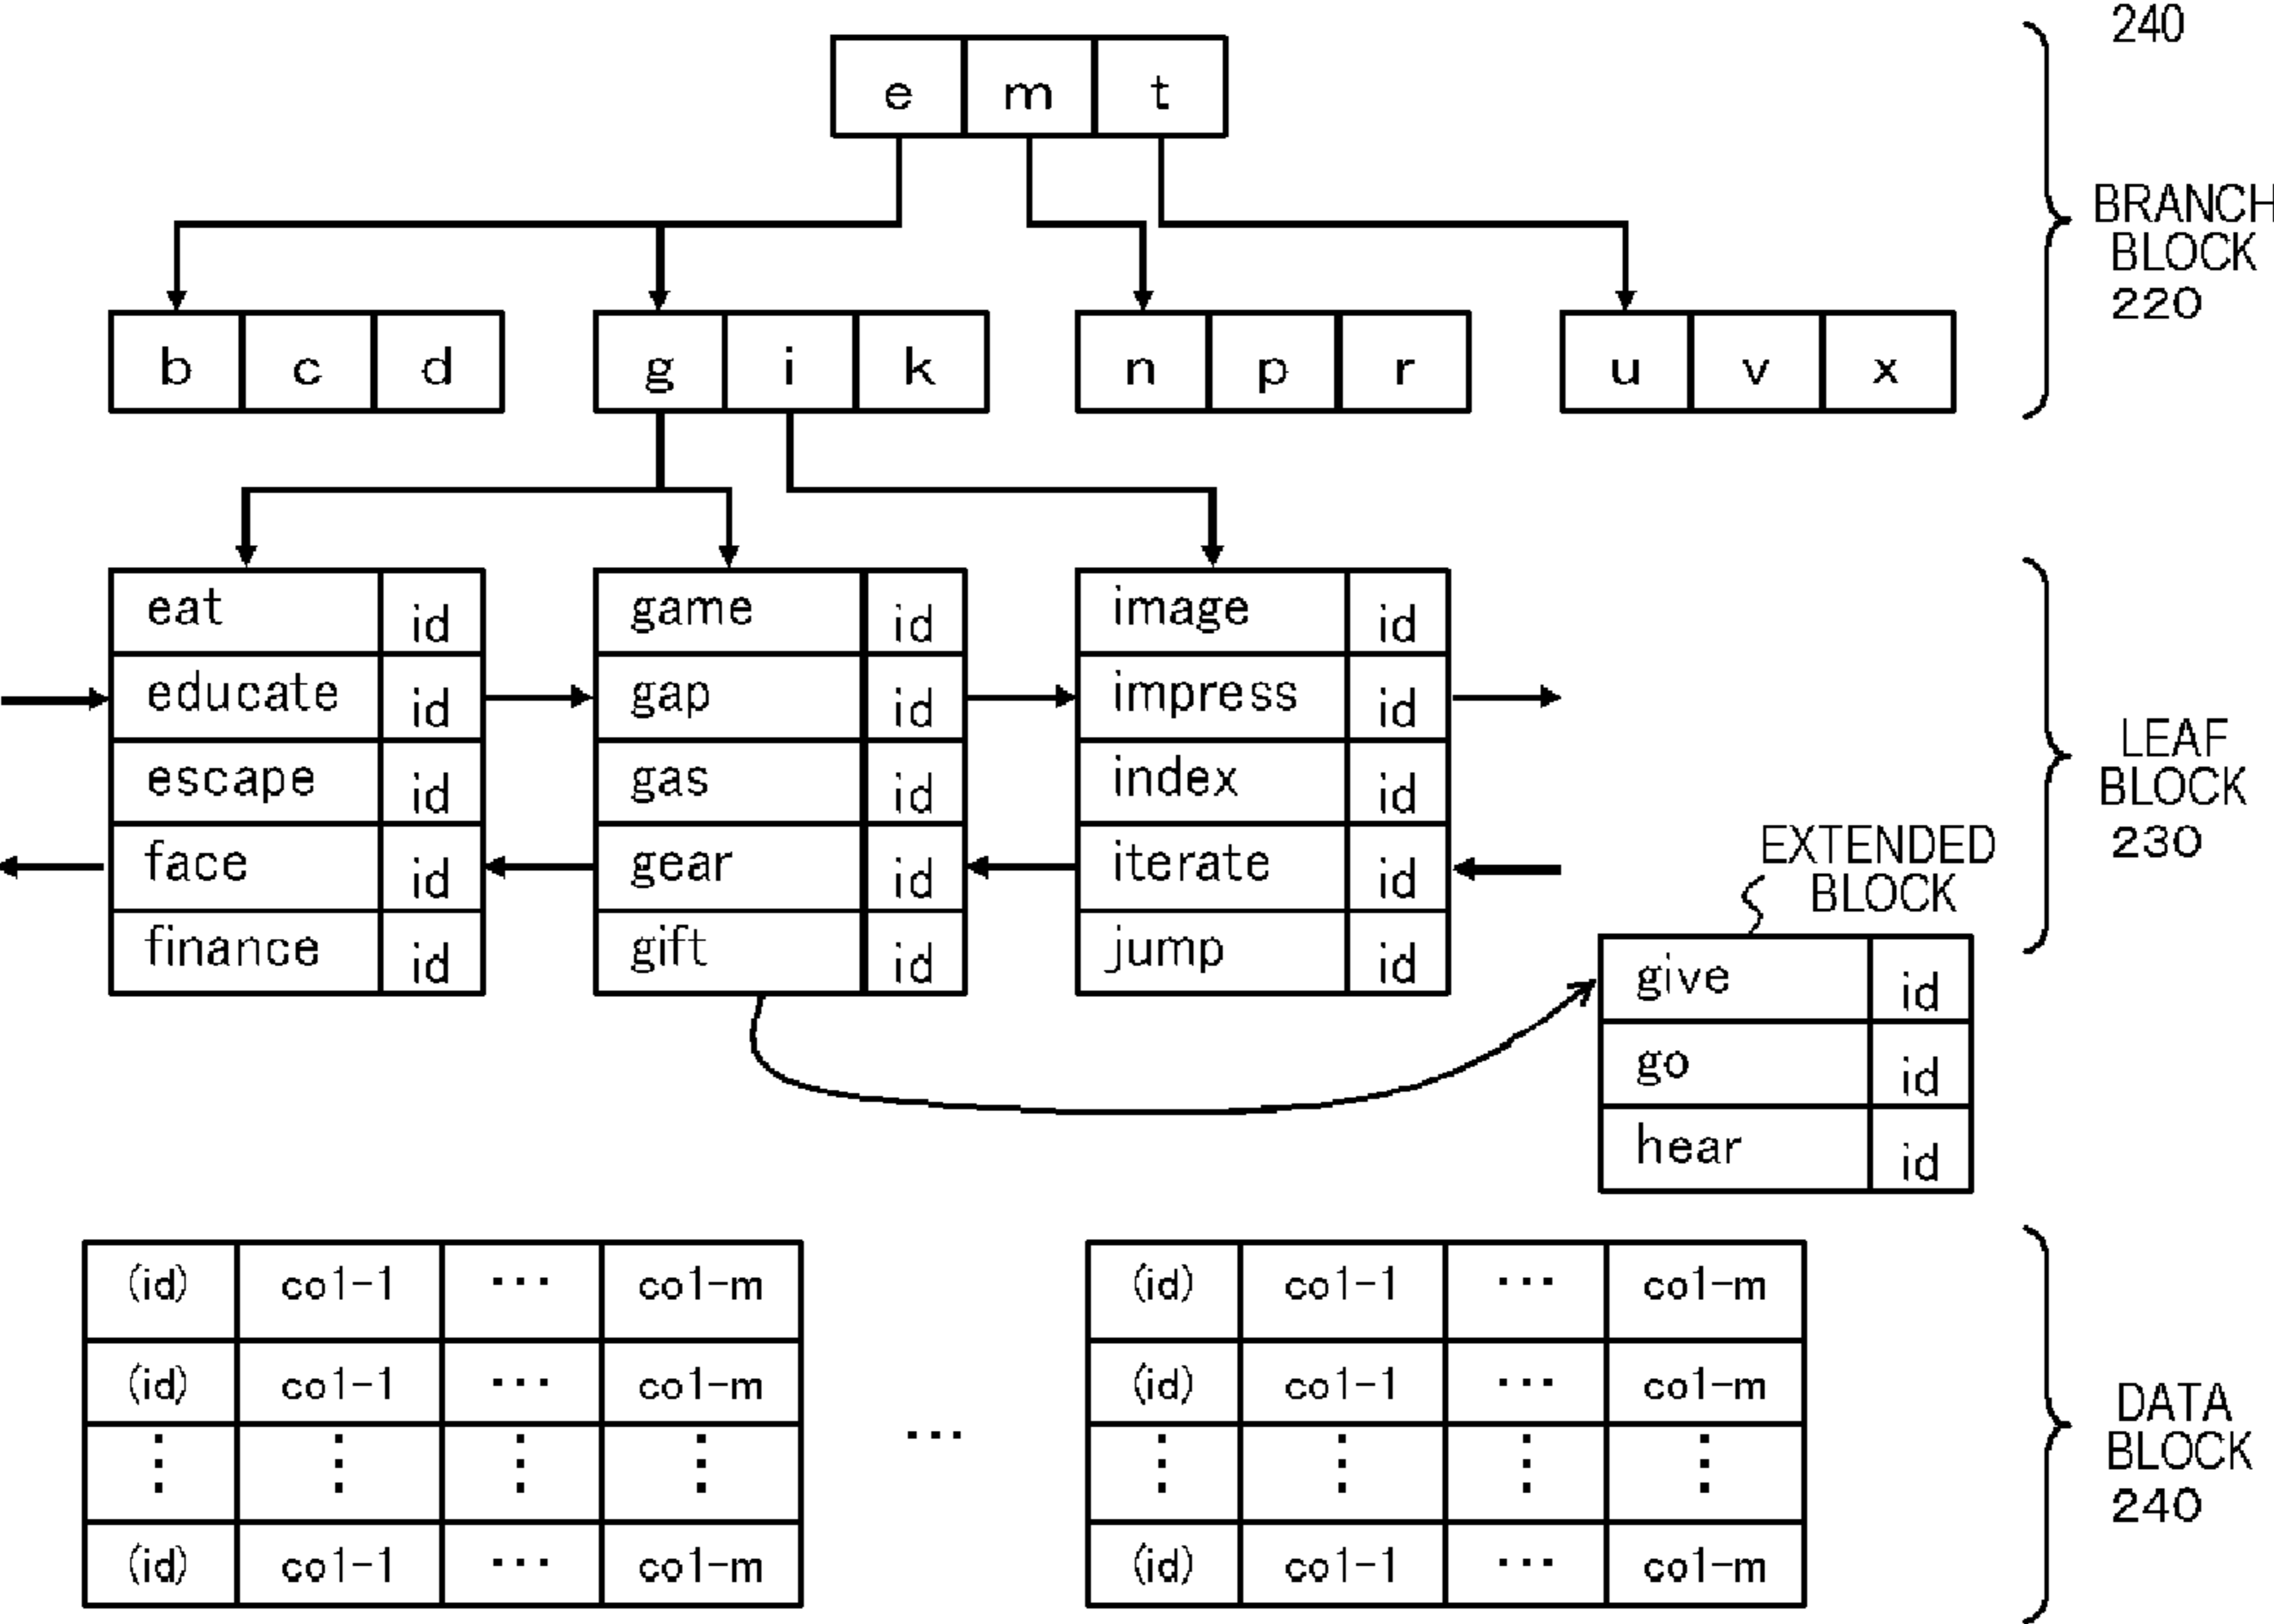 240
e m t
BRANCH
BLOCK
220
b c d g i k n p r u v x
eat id game id image id
educate id gap id impress id
escape id gas id index id
face id gear id iterate id
finance id gift id jump id
LEAF
BLOCK
230
EXTENDED
BLOCK
give id
go id
hear id
(id) co1-1 ··· co1-m (id) co1-1 ··· co1-m
(id) co1-1 ··· co1-m (id) co1-1 ··· co1-m
⋮ ⋮ ⋮ ⋮ ··· ⋮ ⋮ ⋮ ⋮
(id) co1-1 ··· co1-m (id) co1-1 ··· co1-m
DATA
BLOCK
240